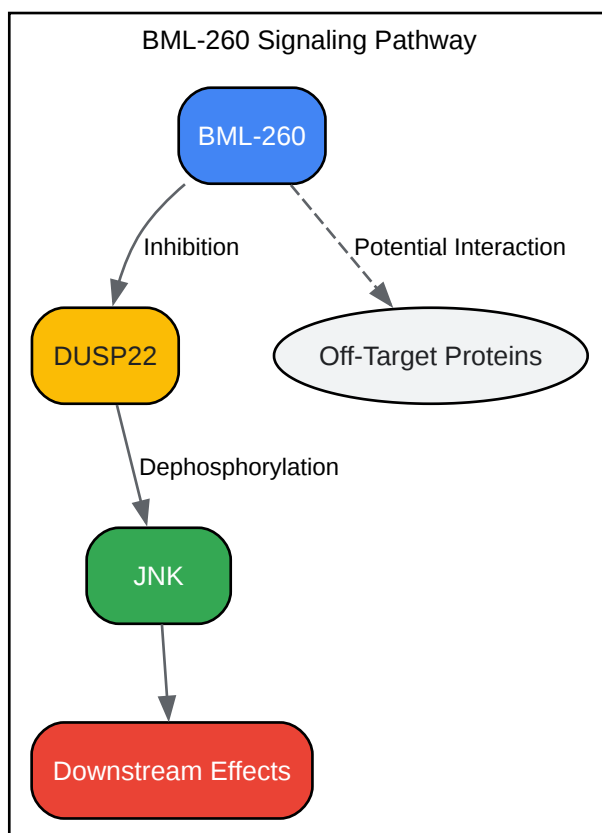 BML-260 Signaling Pathway
BML-260
Inhibition
Potential Interaction
DUSP22
Off-Target Proteins
Dephosphorylation
JNK
Downstream Effects